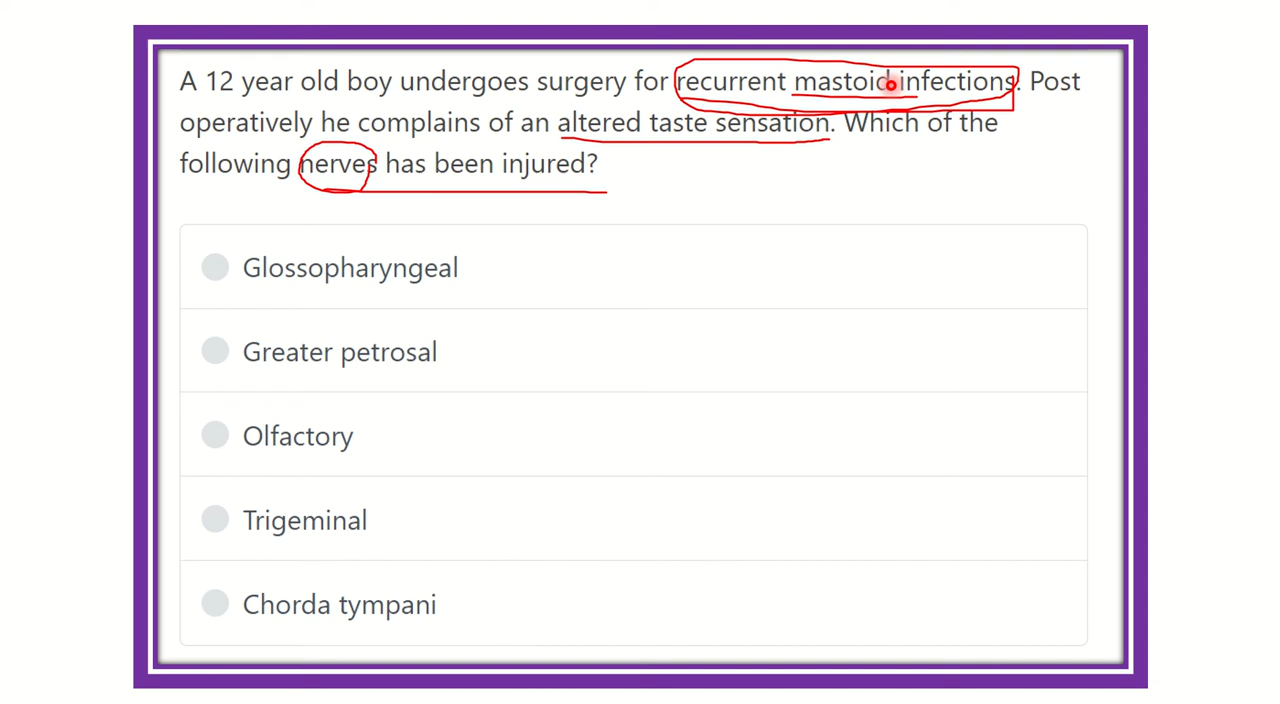 A 12 year old boy undergoes surgery for recurrent mastoid infections. Post
operatively he complains of an altered taste sensation. Which of the
following nerves has been injured?
Glossopharyngeal
Greater petrosal
Olfactory
Trigeminal
Chorda tympani